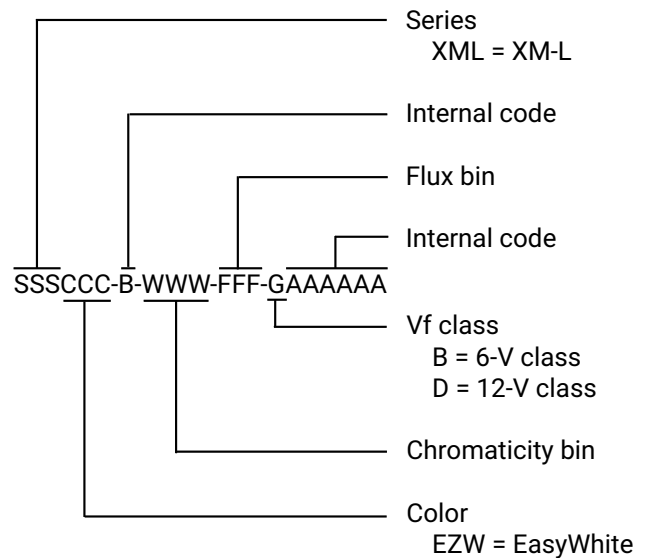 Series
XML = XM-L
Internal code
Flux bin
Internal code
SSSCCC-B-WWW-FFF-GAAAAAA
Vf class
B = 6-V class
D = 12-V class
Chromaticity bin
Color
EZW = EasyWhite